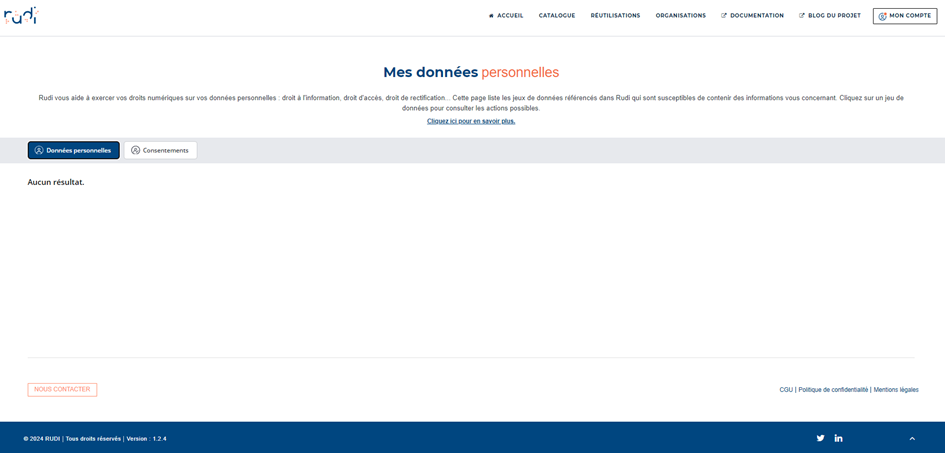 rudi
ACCUEIL CATALOGUE RÉUTILISATIONS ORGANISATIONS DOCUMENTATION BLOG DU PROJET MON COMPTE
Mes données personnelles
Rudi vous aide à exercer vos droits numériques sur vos données personnelles : droit à l'information, droit d'accès, droit de rectification... Cette page liste les jeux de données référencés dans Rudi qui sont susceptibles de contenir des informations vous concernant. Cliquez sur un jeu de
données pour consulter les actions possibles.
Cliquez ici pour en savoir plus.
Données personnelles Consentements
Aucun résultat.
NOUS CONTACTER CGU | Politique de confidentialité | Mentions légales
© 2024 RUDI | Tous droits réservés | Version : 1.2.4